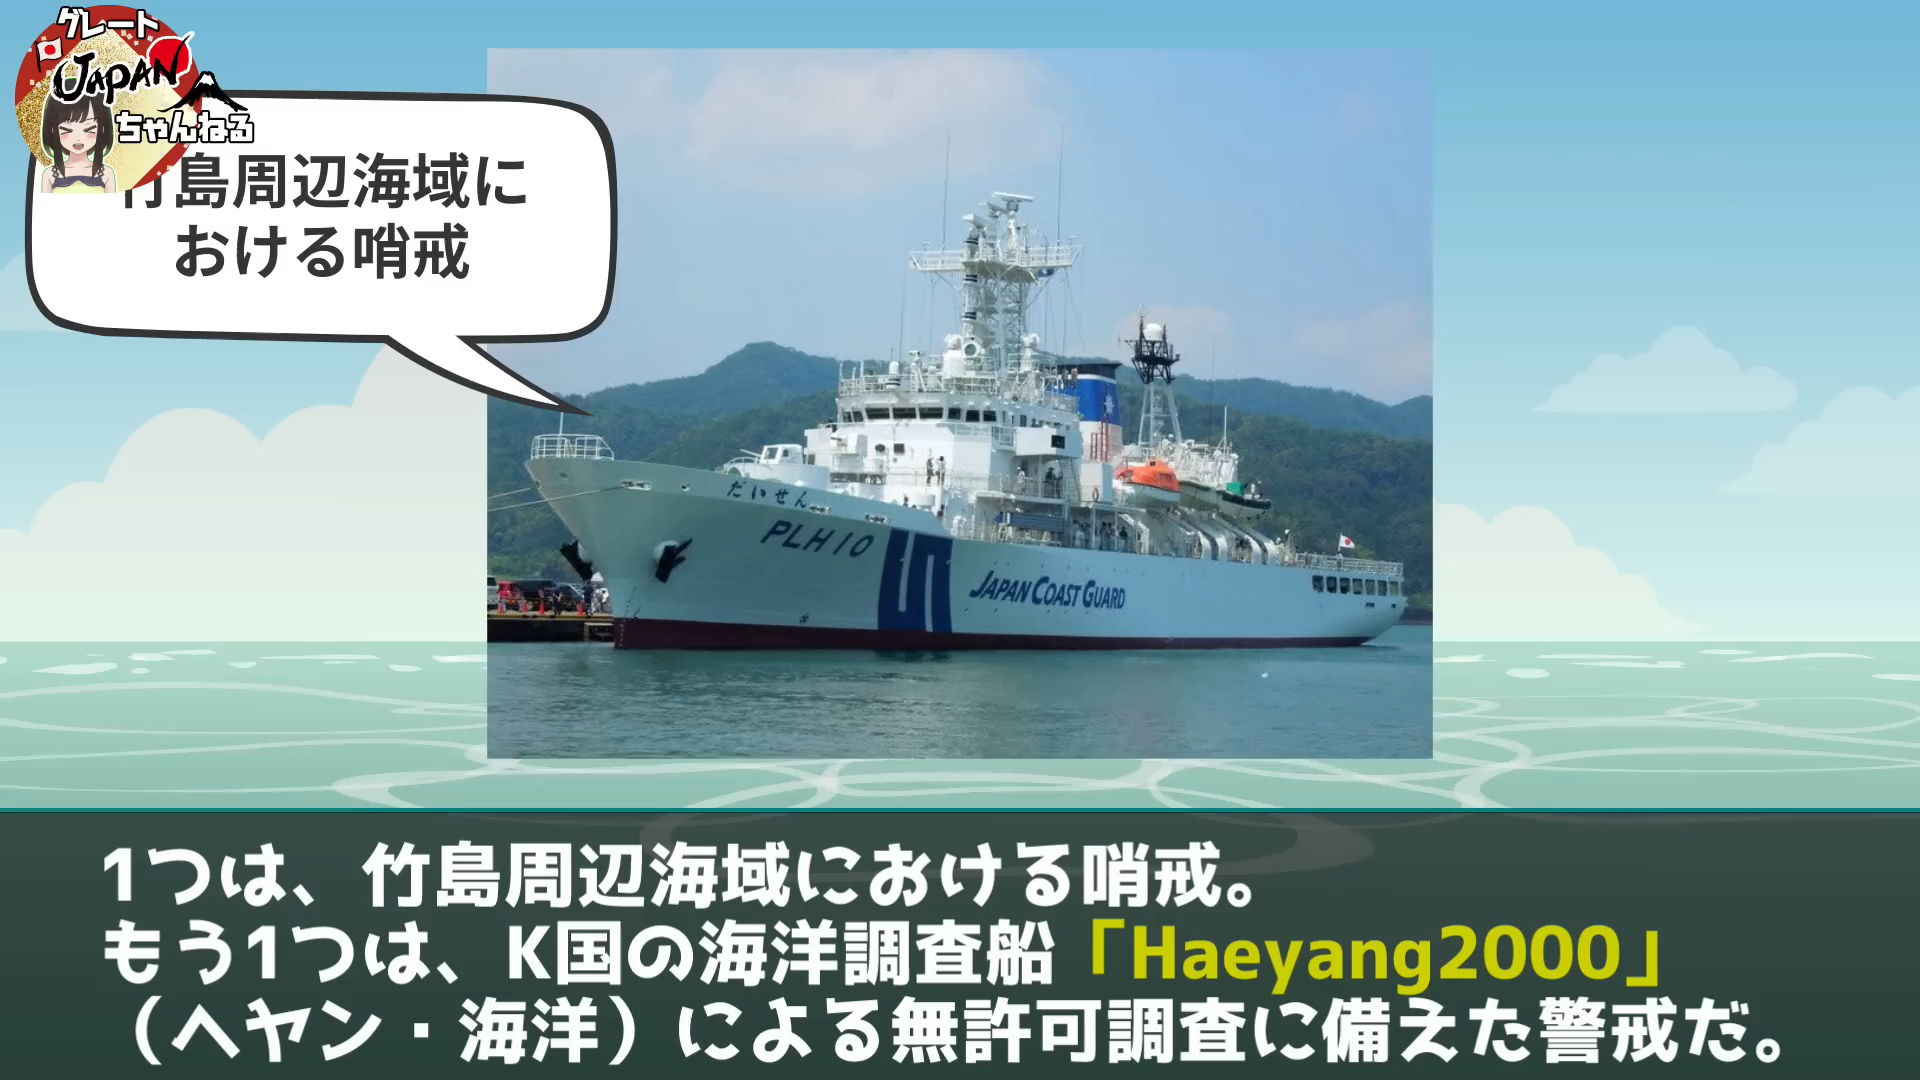 グレート
JAPAN
ちゃんねる
竹島周辺海域に
おける哨戒
だいせん
PLH10
JAPAN COAST GUARD
1つは、竹島周辺海域における哨戒。
もう1つは、K国の海洋調査船「Haeyang2000」
（ヘヤン・海洋）による無許可調査に備えた警戒だ。